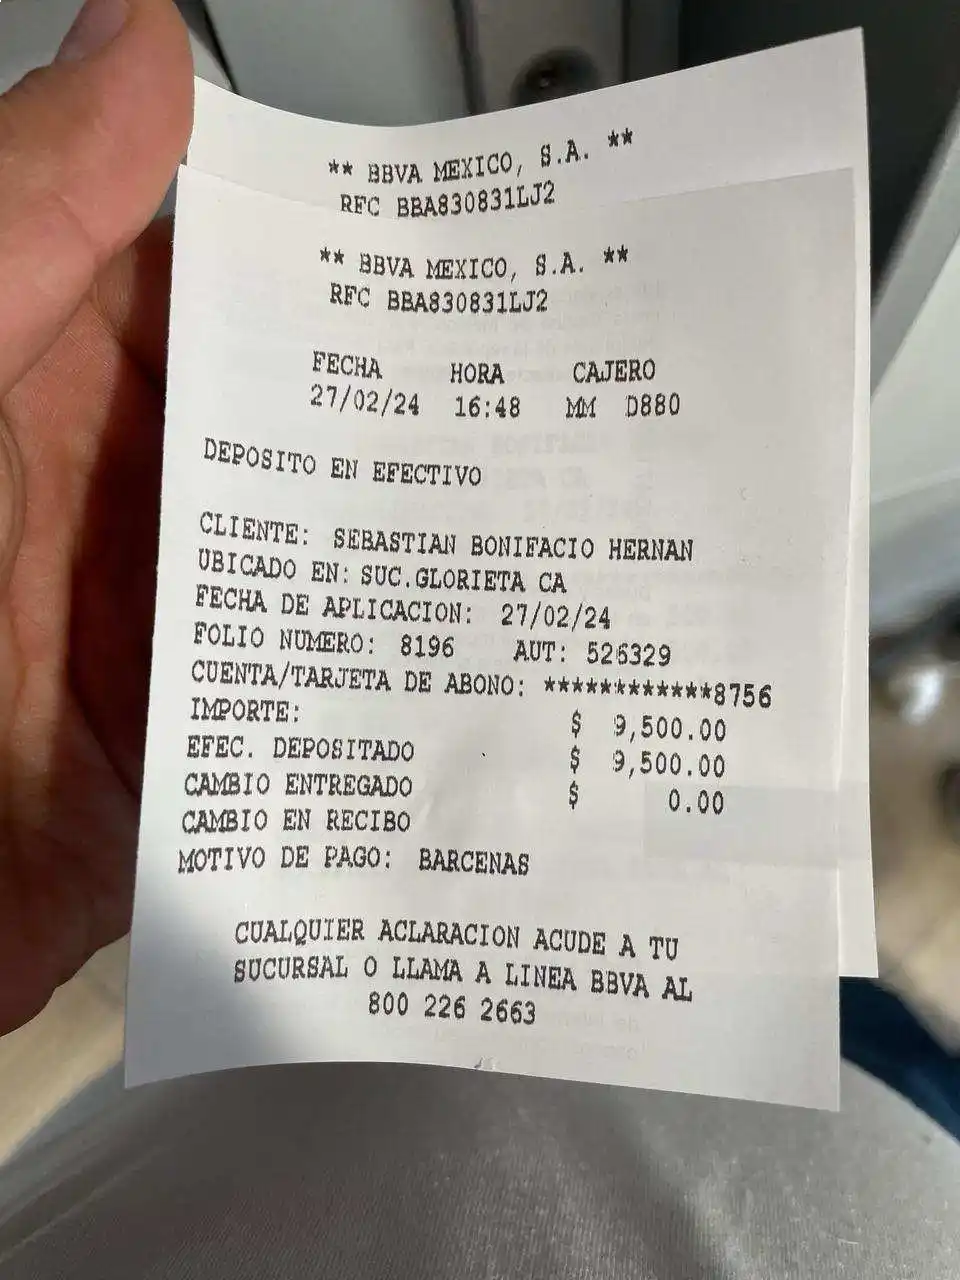 ** BBVA MEXICO, S.A. **
RFC BBA830831LJ2
** BBVA MEXICO, S.A. **
RFC BBA830831LJ2
FECHA HORA CAJERO
27/02/24 16:48 MM D880
DEPOSITO EN EFECTIVO
CLIENTE: SEBASTIAN BONIFACIO HERNAN
UBICADO EN: SUC.GLORIETA CA
FECHA DE APLICACION: 27/02/24
FOLIO NUMERO: 8196 AUT: 526329
CUENTA/TARJETA DE ABONO: ************8756
IMPORTE: $ 9,500.00
EFEC. DEPOSITADO $ 9,500.00
CAMBIO ENTREGADO $ 0.00
CAMBIO EN RECIBO
MOTIVO DE PAGO: BARCENAS
CUALQUIER ACLARACION ACUDE A TU
SUCURSAL O LLAMA A LINEA BBVA AL
800 226 2663